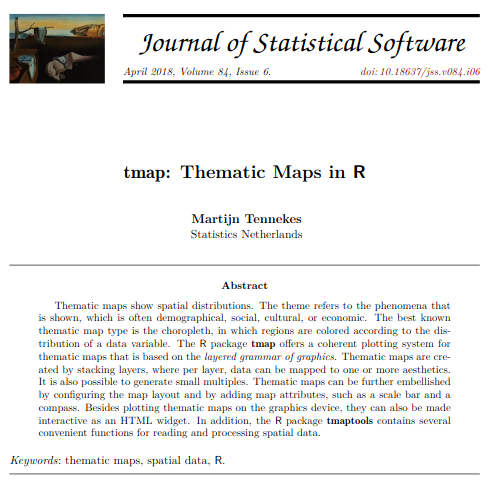 Journal of Statistical Software
April 2018, Volume 84, Issue 6.    doi: 10.18637/jss.v084.i06
tmap: Thematic Maps in R
Martijn Tennekes
Statistics Netherlands
Abstract
Thematic maps show spatial distributions. The theme refers to the phenomena that
is shown, which is often demographical, social, cultural, or economic. The best known
thematic map type is the choropleth, in which regions are colored according to the dis-
tribution of a data variable. The R package tmap offers a coherent plotting system for
thematic maps that is based on the layered grammar of graphics. Thematic maps are cre-
ated by stacking layers, where per layer, data can be mapped to one or more aesthetics.
It is also possible to generate small multiples. Thematic maps can be further embellished
by configuring the map layout and by adding map attributes, such as a scale bar and a
compass. Besides plotting thematic maps on the graphics device, they can also be made
interactive as an HTML widget. In addition, the R package tmaptools contains several
convenient functions for reading and processing spatial data.
Keywords: thematic maps, spatial data, R.